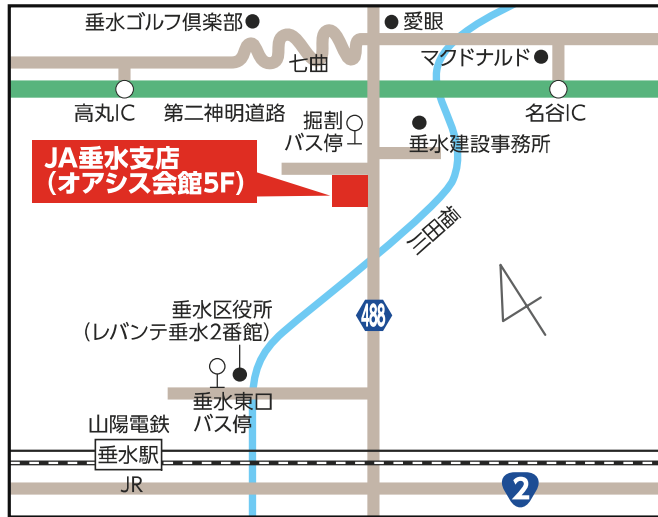 垂水ゴルフ倶楽部
愛眼
七曲
マクドナルド
高丸IC
第二神明道路
名谷IC
掘割
バス停
垂水建設事務所
JA垂水支店
(オアシス会館5F)
福田川
488
垂水区役所
(レバンテ垂水2番館)
垂水東口
バス停
山陽電鉄
垂水駅
JR
2